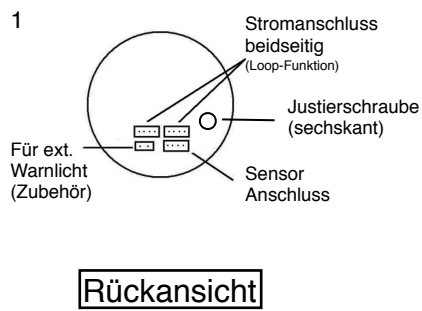 1
Stromanschluss
beidseitig
(Loop-Funktion)
Justierschraube
(sechskant)
Für ext.
Warnlicht
(Zubehör)
Sensor
Anschluss
Rückansicht